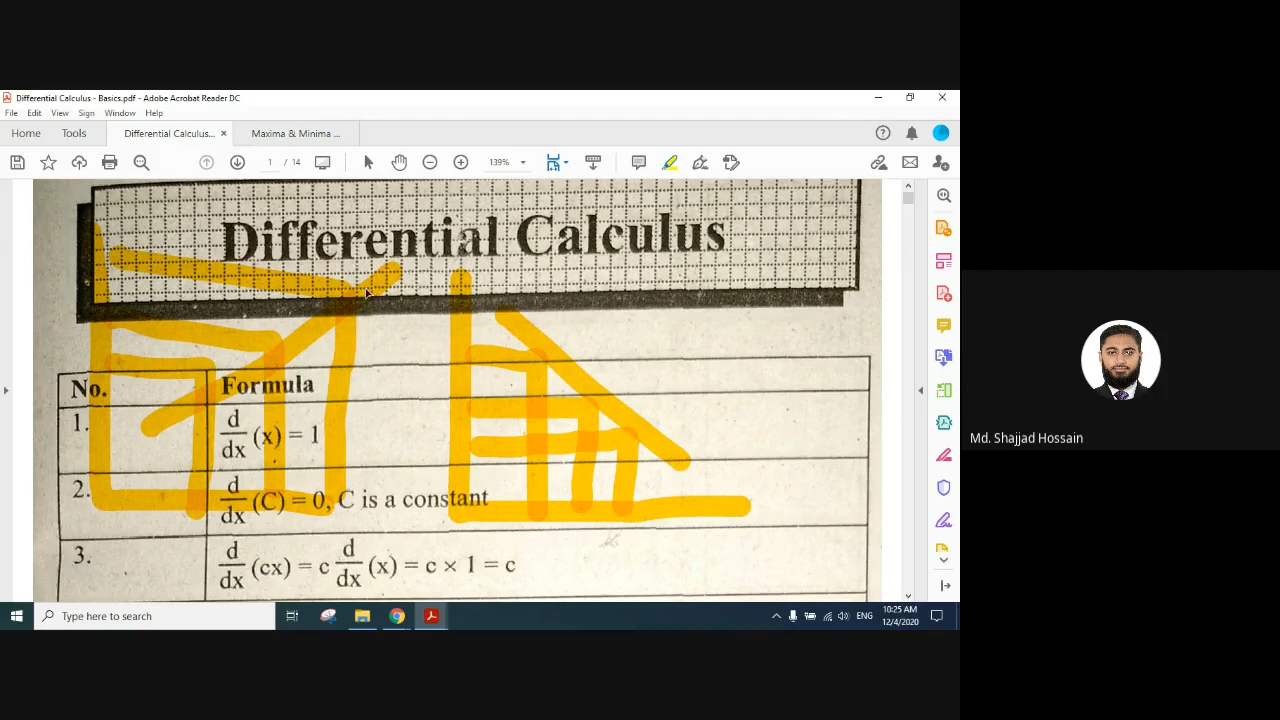 Differential Calculus - Basics.pdf - Adobe Acrobat Reader DC
File Edit View Sign Window Help
Home Tools Differential Calculus... × Maxima & Minima ...
1 / 14 139%
Differential Calculus
No. Formula
1. d/dx (x) = 1
2. d/dx (C) = 0, C is a constant
3. d/dx (cx) = c d/dx (x) = c × 1 = c
Md. Shajjad Hossain
Type here to search
ENG
10:25 AM
12/4/2020